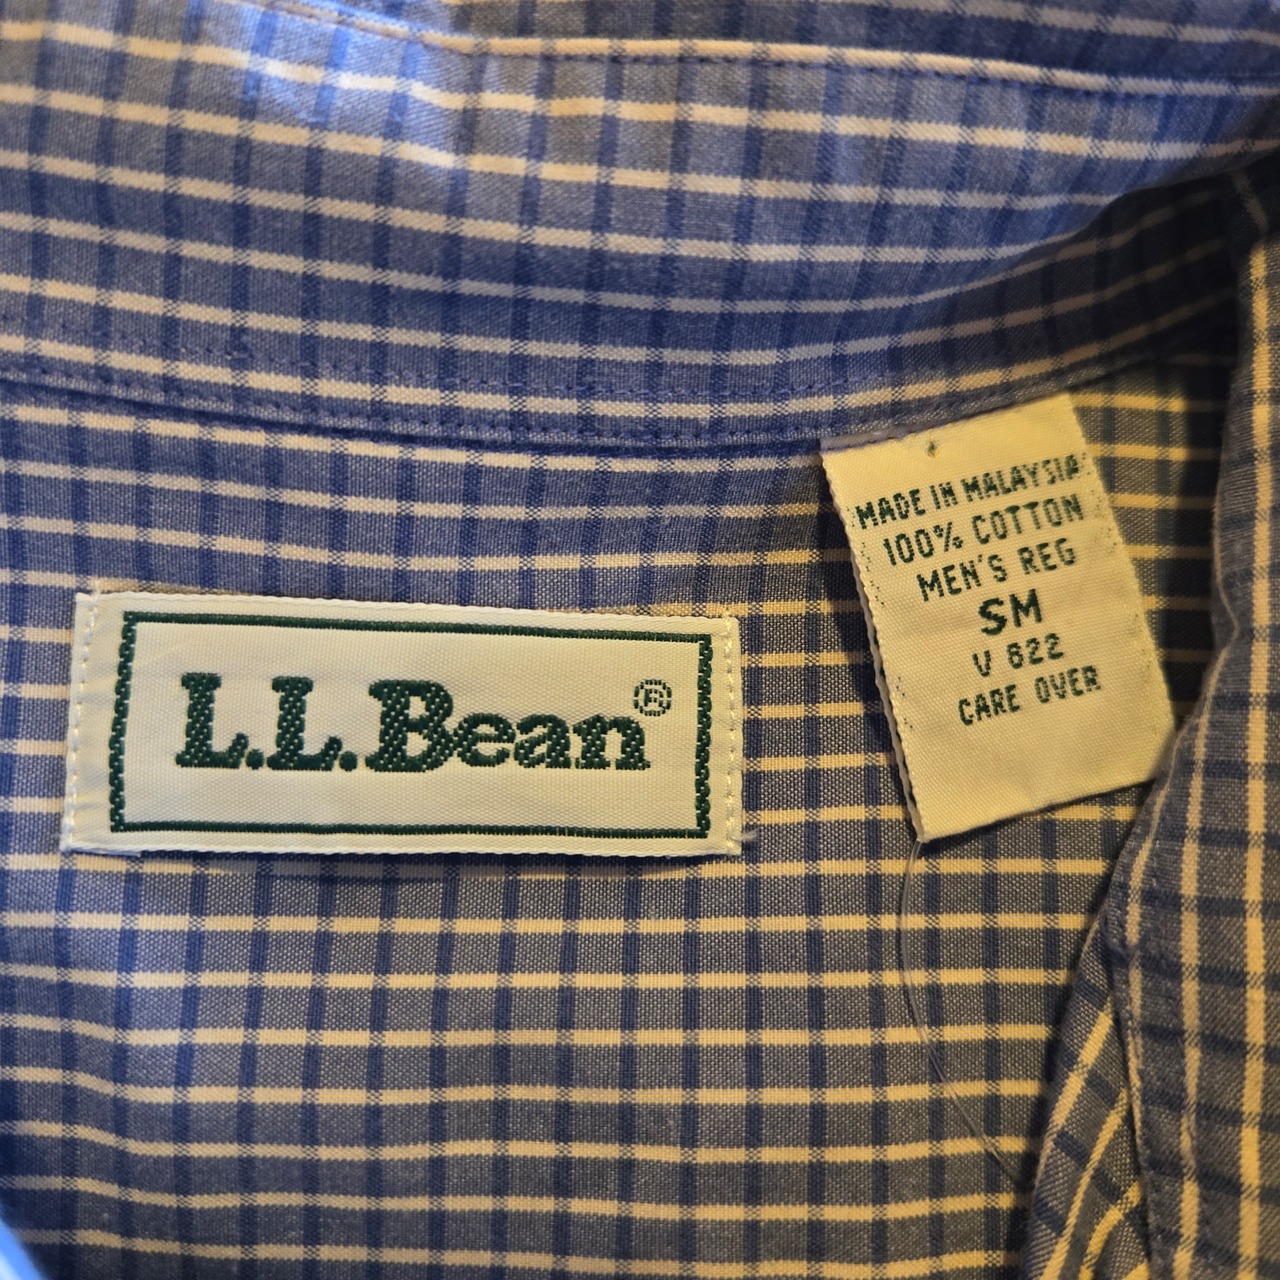 L.L.Bean®
MADE IN MALAYSIA
100% COTTON
MEN'S REG
SM
V 822
CARE OVER